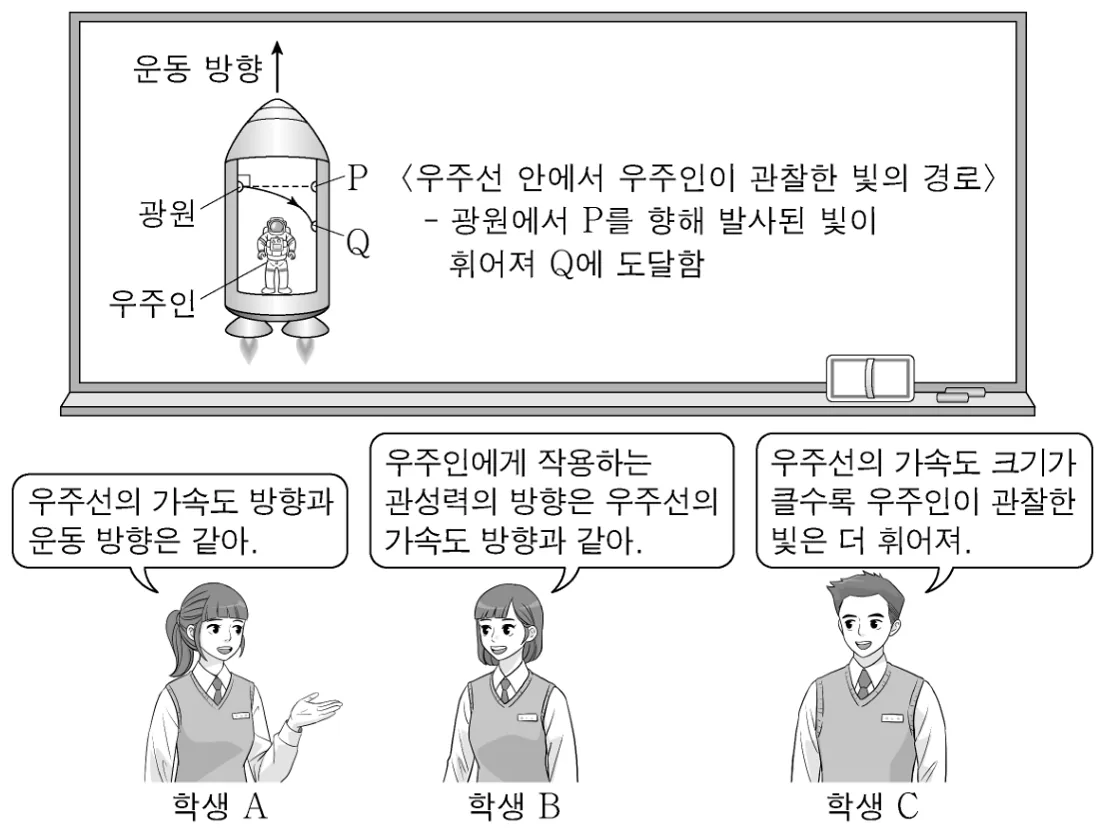 운동 방향
P
〈우주선 안에서 우주인이 관찰한 빛의 경로〉
광원
- 광원에서 P를 향해 발사된 빛이
Q
휘어져 Q에 도달함
우주인
우주선의 가속도 방향과
운동 방향은 같아.
우주인에게 작용하는
관성력의 방향은 우주선의
가속도 방향과 같아.
우주선의 가속도 크기가
클수록 우주인이 관찰한
빛은 더 휘어져.
학생 A
학생 B
학생 C